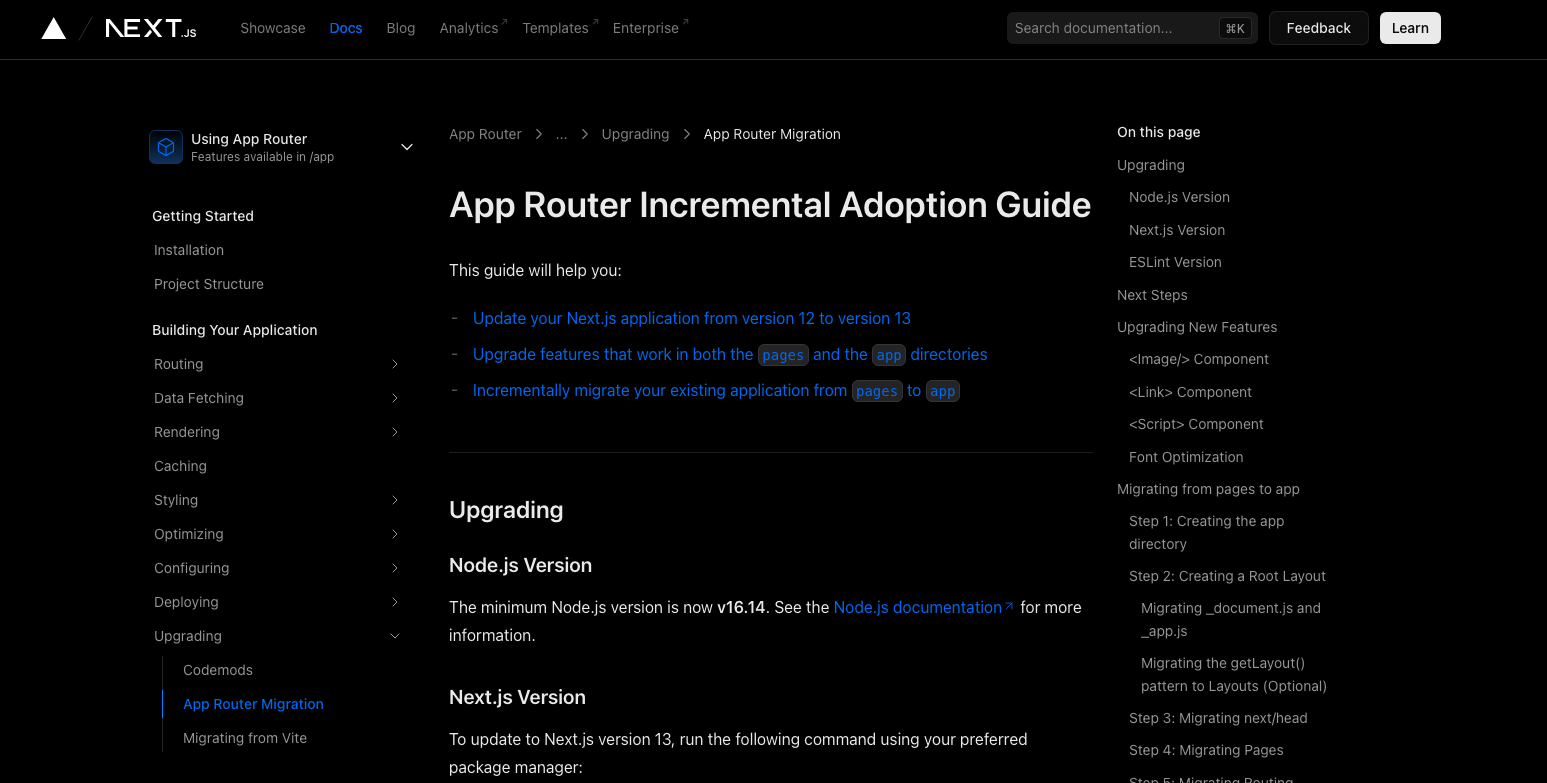 NEXT.JS
Showcase
Docs
Blog
Analytics
Templates
Enterprise
Search documentation...
⌘K
Feedback
Learn
Using App Router
Features available in /app
Getting Started
Installation
Project Structure
Building Your Application
Routing
Data Fetching
Rendering
Caching
Styling
Optimizing
Configuring
Deploying
Upgrading
Codemods
App Router Migration
Migrating from Vite
App Router > ... > Upgrading > App Router Migration
App Router Incremental Adoption Guide
This guide will help you:
- Update your Next.js application from version 12 to version 13
- Upgrade features that work in both the pages and the app directories
- Incrementally migrate your existing application from pages to app
Upgrading
Node.js Version
The minimum Node.js version is now v16.14. See the Node.js documentation for more
information.
Next.js Version
To update to Next.js version 13, run the following command using your preferred
package manager:
On this page
Upgrading
Node.js Version
Next.js Version
ESLint Version
Next Steps
Upgrading New Features
<Image/> Component
<Link> Component
<Script> Component
Font Optimization
Migrating from pages to app
Step 1: Creating the app
directory
Step 2: Creating a Root Layout
Migrating _document.js and
_app.js
Migrating the getLayout()
pattern to Layouts (Optional)
Step 3: Migrating next/head
Step 4: Migrating Pages
Step 5: Migrating Routing